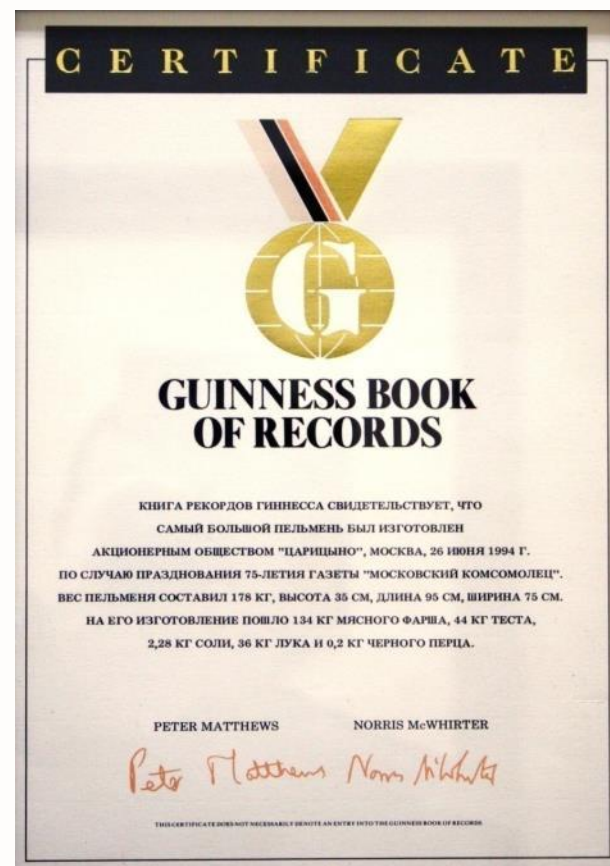 CERTIFICATE
G
GUINNESS BOOK
OF RECORDS
КНИГА РЕКОРДОВ ГИННЕССА СВИДЕТЕЛЬСТВУЕТ, ЧТО
САМЫЙ БОЛЬШОЙ ПЕЛЬМЕНЬ БЫЛ ИЗГОТОВЛЕН
АКЦИОНЕРНЫМ ОБЩЕСТВОМ "ЦАРИЦЫНО", МОСКВА, 26 ИЮНЯ 1994 Г.
ПО СЛУЧАЮ ПРАЗДНОВАНИЯ 75-ЛЕТИЯ ГАЗЕТЫ "МОСКОВСКИЙ КОМСОМОЛЕЦ".
ВЕС ПЕЛЬМЕНЯ СОСТАВИЛ 178 КГ, ВЫСОТА 35 СМ, ДЛИНА 95 СМ, ШИРИНА 75 СМ.
НА ЕГО ИЗГОТОВЛЕНИЕ ПОШЛО 134 КГ МЯСНОГО ФАРША, 44 КГ ТЕСТА,
2,28 КГ СОЛИ, 36 КГ ЛУКА И 0,2 КГ ЧЕРНОГО ПЕРЦА.
PETER MATTHEWS NORRIS McWHIRTER
Peter Matthews Norris McWhirter
THIS CERTIFICATE DOES NOT NECESSARILY DENOTE AN ENTRY INTO THE GUINNESS BOOK OF RECORDS